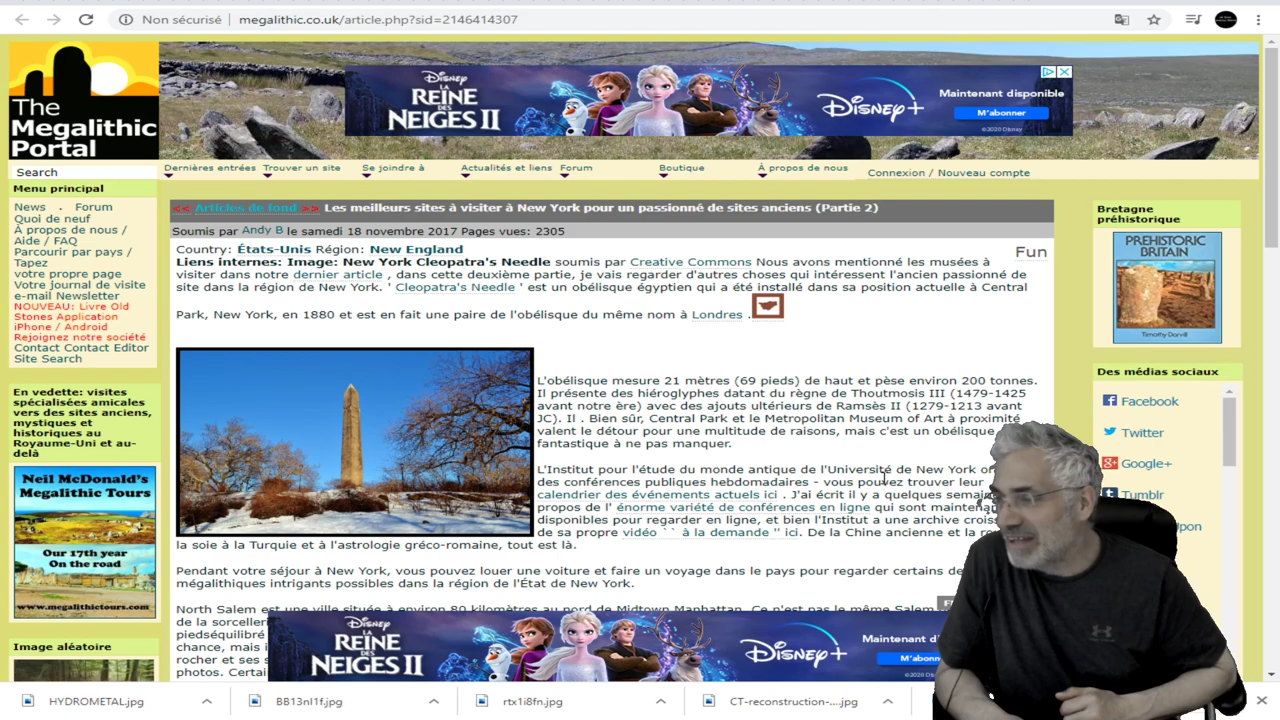 Non sécurisé | megalithic.co.uk/article.php?sid=2146414307
The
Megalithic
Portal
Disney
LA
REINE
DES
NEIGES II
Disney+
Maintenant disponible
M'abonner
©2020 Disney
Search
Dernières entrées
Trouver un site
Se joindre à
Actualités et liens
Forum
Boutique
À propos de nous
Connexion / Nouveau compte
Menu principal
News . Forum
Quoi de neuf
À propos de nous /
Aide / FAQ
Parcourir par pays /
Tapez
votre propre page
Votre journal de visite
e-mail Newsletter
NOUVEAU: Livre Old
Stones Application
iPhone / Android
Rejoignez notre société
Contact Contact Editor
Site Search
En vedette: visites
spécialisées amicales
vers des sites anciens,
mystiques et
historiques au
Royaume-Uni et au-
delà
Neil McDonald's
Megalithic Tours
Our 17th year
On the road
www.megalithictours.com
Image aléatoire
<< Articles de fond >> Les meilleurs sites à visiter à New York pour un passionné de sites anciens (Partie 2)
Soumis par Andy B le samedi 18 novembre 2017 Pages vues: 2305
Country: États-Unis Région: New England
Fun
Liens internes: Image: New York Cleopatra's Needle soumis par Creative Commons Nous avons mentionné les musées à
visiter dans notre dernier article , dans cette deuxième partie, je vais regarder d'autres choses qui intéressent l'ancien passionné de
site dans la région de New York. ' Cleopatra's Needle ' est un obélisque égyptien qui a été installé dans sa position actuelle à Central
Park, New York, en 1880 et est en fait une paire de l'obélisque du même nom à Londres .
L'obélisque mesure 21 mètres (69 pieds) de haut et pèse environ 200 tonnes.
Il présente des hiéroglyphes datant du règne de Thoutmosis III (1479-1425
avant notre ère) avec des ajouts ultérieurs de Ramsès II (1279-1213 avant
JC). Il . Bien sûr, Central Park et le Metropolitan Museum of Art à proximité
valent le détour pour une multitude de raisons, mais c'est un obélisque
fantastique à ne pas manquer.
L'Institut pour l'étude du monde antique de l'Université de New York
des conférences publiques hebdomadaires - vous pouvez trouver leur
calendrier des événements actuels ici . J'ai écrit il y a quelques
propos de l' énorme variété de conférences en ligne qui sont
disponibles pour regarder en ligne, et bien l'Institut a une archive
de sa propre vidéo `` à la demande '' ici. De la Chine ancienne et la
la soie à la Turquie et à l'astrologie gréco-romaine, tout est là.
Pendant votre séjour à New York, vous pouvez louer une voiture et faire un voyage dans le pays pour regarder certains
mégalithiques intrigants possibles dans la région de l'État de New York.
North Salem est une ville située à environ 80 kilomètres au nord de Midtown Manhattan. Ce n'est pas le même Salem
de la sorcellerie
piedséquilibré
chance, mais
rocher et ses
photos.
Disney
LA
REINE
DES
NEIGES II
Disney+
Maintenant
Bretagne
préhistorique
PREHISTORIC
BRITAIN
Timothy Darvill
Des médias sociaux
Facebook
Twitter
Google+
Tumblr
HYDROMETAL.jpg
BB13nI1f.jpg
rtx1i8fn.jpg
CT-reconstruction-....jpg